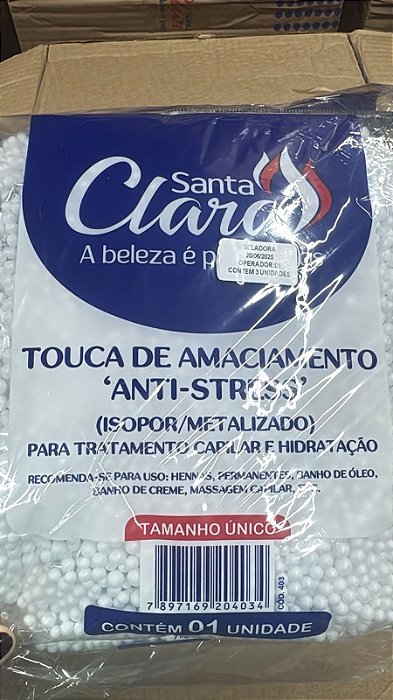 Santa
Clara
A beleza é
SELADORA
20/06/2025
OPERADOR:01
CONTEM 3 UNIDADES
TOUCA DE AMACIAMENTO
'ANTI-STRESS'
(ISOPOR/METALIZADO)
PARA TRATAMENTO CAPILAR E HIDRATAÇÃO
RECOMENDA-SE PARA USO: HENNAS, PERMANENTES, BANHO DE ÓLEO,
BANHO DE CREME, MASSAGEM CAPILAR,
TAMANHO ÚNICO
7 897169 204034
CÓD. 403
CONTÉM 01 UNIDADE